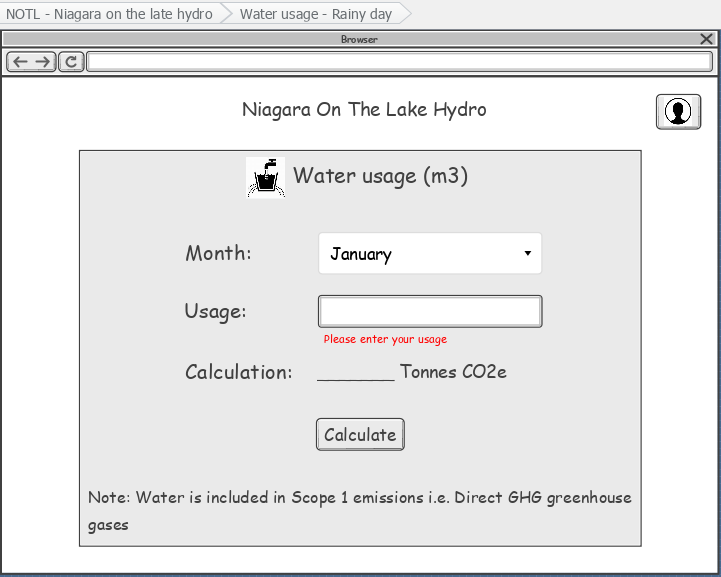 NOTL - Niagara on the late hydro
Water usage - Rainy day
Browser
Niagara On The Lake Hydro
Water usage (m3)
Month:
January
Usage:
Please enter your usage
Calculation:
________ Tonnes CO2e
Calculate
Note: Water is included in Scope 1 emissions i.e. Direct GHG greenhouse
gases